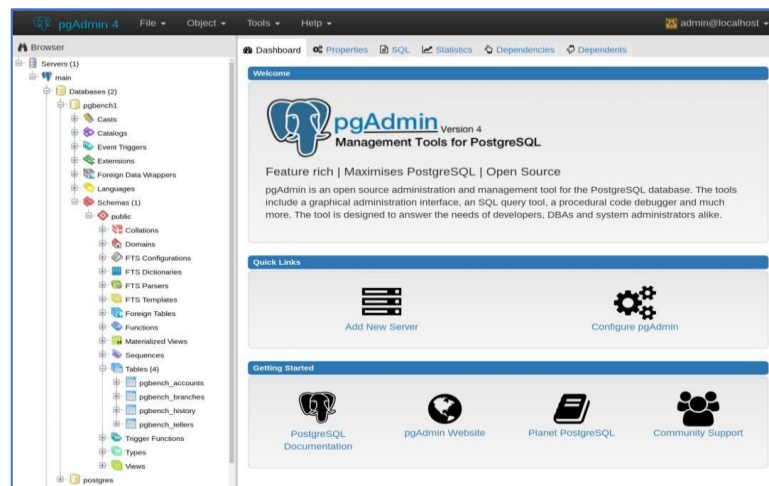 pgAdmin 4 File Object Tools Help admin@localhost
Browser
Servers (1)
main
Databases (2)
pgbench1
Casts
Catalogs
Event Triggers
Extensions
Foreign Data Wrappers
Languages
Schemas (1)
public
Collations
Domains
FTS Configurations
FTS Dictionaries
FTS Parsers
FTS Templates
Foreign Tables
Functions
Materialized Views
Sequences
Tables (4)
pgbench_accounts
pgbench_branches
pgbench_history
pgbench_tellers
Trigger Functions
Types
Views
postgres
Dashboard Properties SQL Statistics Dependencies Dependents
Welcome
pgAdmin Version 4
Management Tools for PostgreSQL
Feature rich | Maximises PostgreSQL | Open Source
pgAdmin is an open source administration and management tool for the PostgreSQL database. The tools
include a graphical administration interface, an SQL query tool, a procedural code debugger and much
more. The tool is designed to answer the needs of developers, DBAs and system administrators alike.
Quick Links
Add New Server
Configure pgAdmin
Getting Started
PostgreSQL
Documentation
pgAdmin Website
Planet PostgreSQL
Community Support